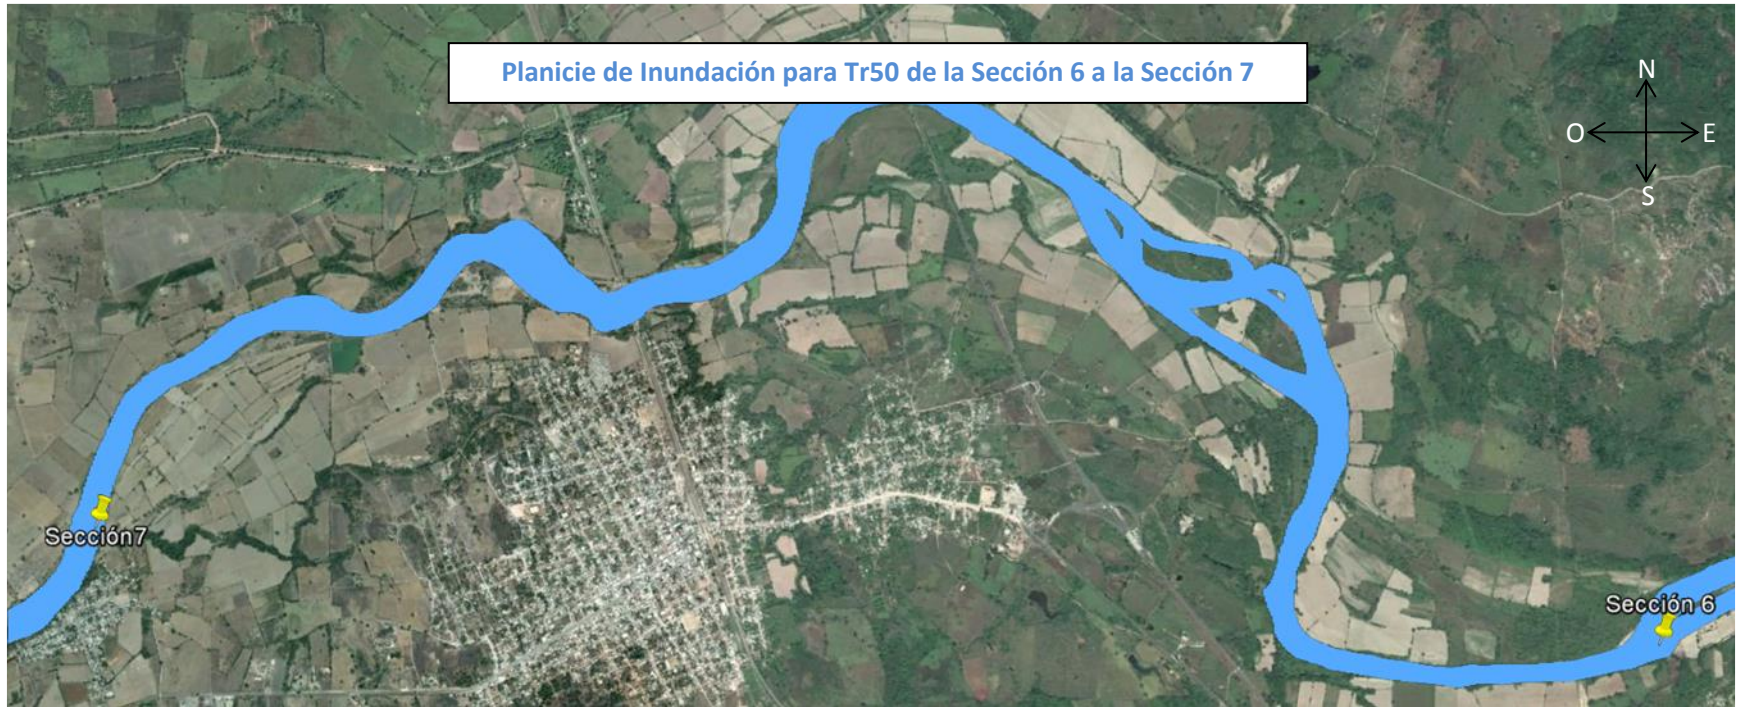 Planicie de Inundación para Tr50 de la Sección 6 a la Sección 7
N
O E
S
Sección7
Sección 6